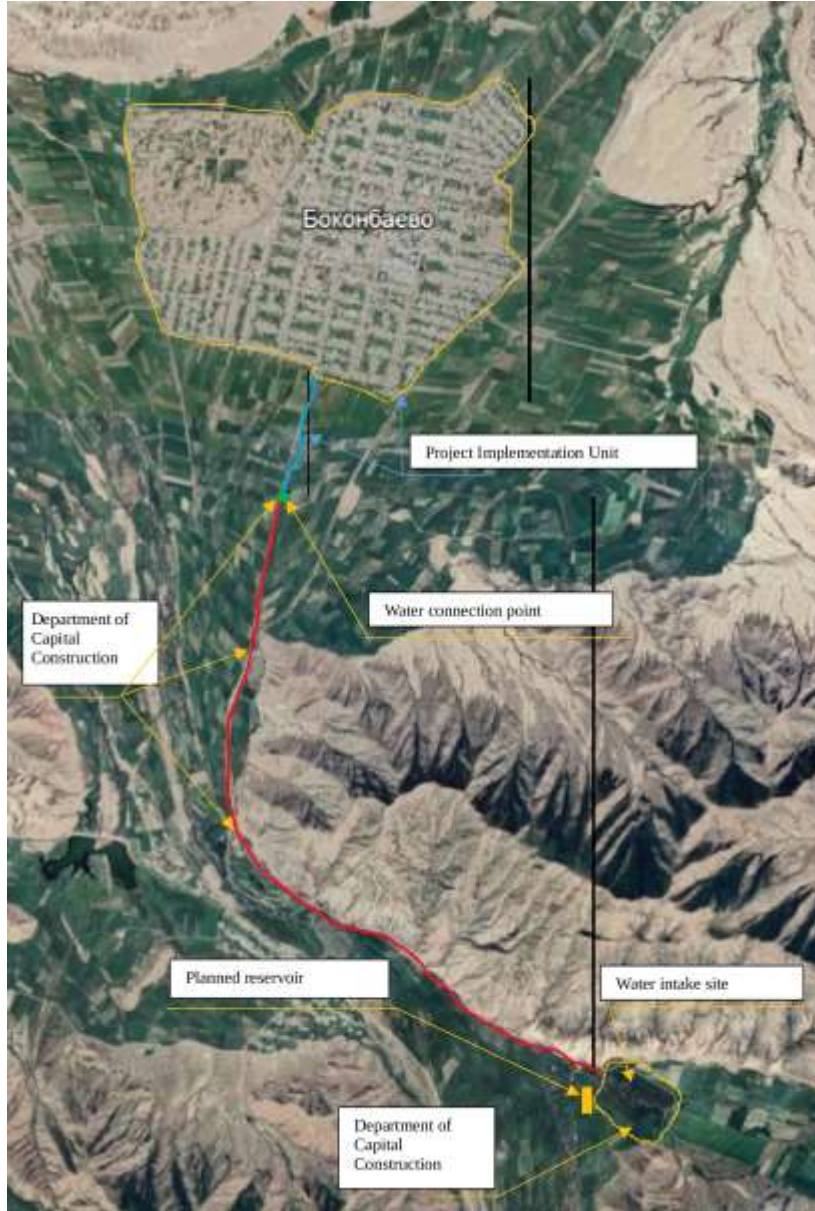 Боконбаево
Project Implementation Unit
Water connection point
Department of
Capital
Construction
Planned reservoir
Water intake site
Department of
Capital
Construction